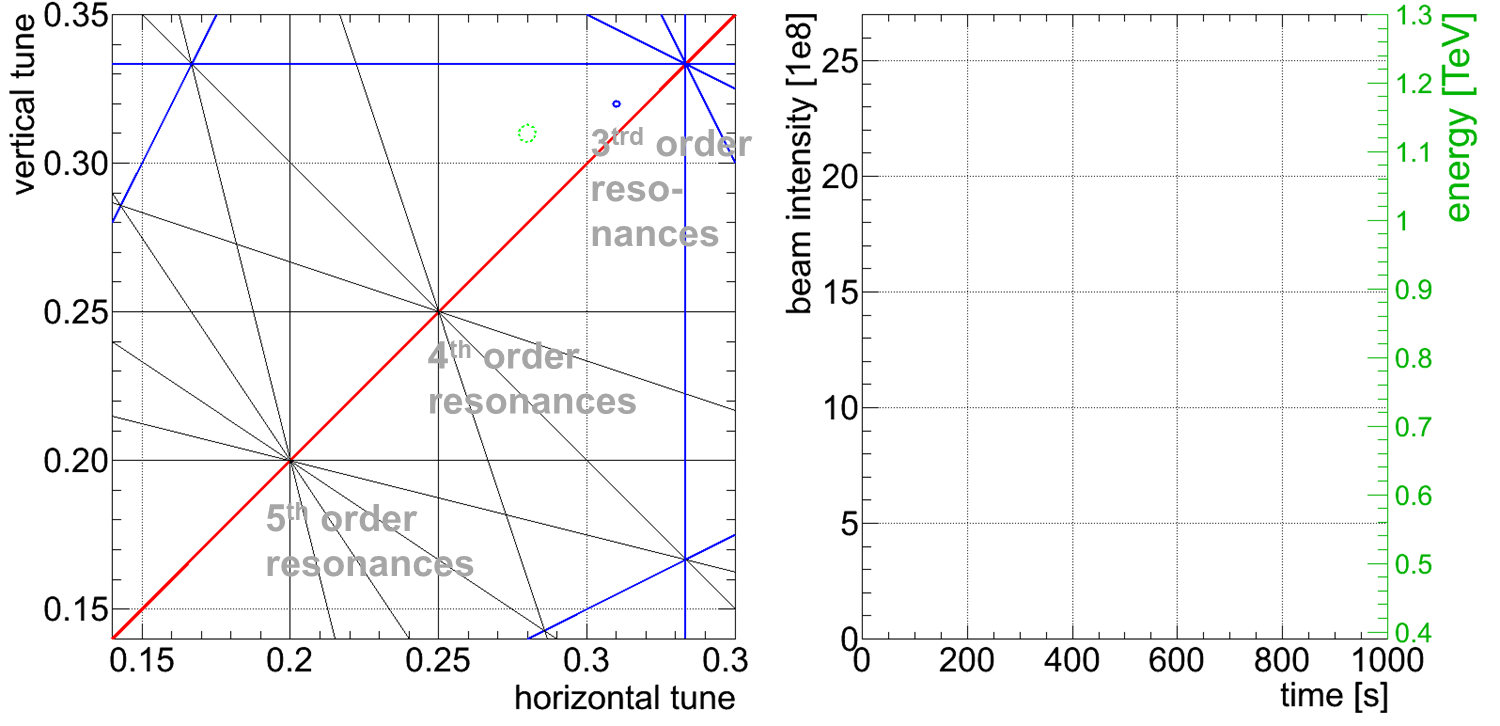 0.35
0.30
0.25
0.20
0.15
vertical tune
0.15
0.2
0.25
0.3
0.3
horizontal tune
3trd order
reso-
nances
4th order
resonances
5th order
resonances
25
20
15
10
5
0
beam intensity [1e8]
0
200
400
600
800
1000
time [s]
1.3
1.2
1.1
1
0.9
0.8
0.7
0.6
0.5
0.4
energy [TeV]